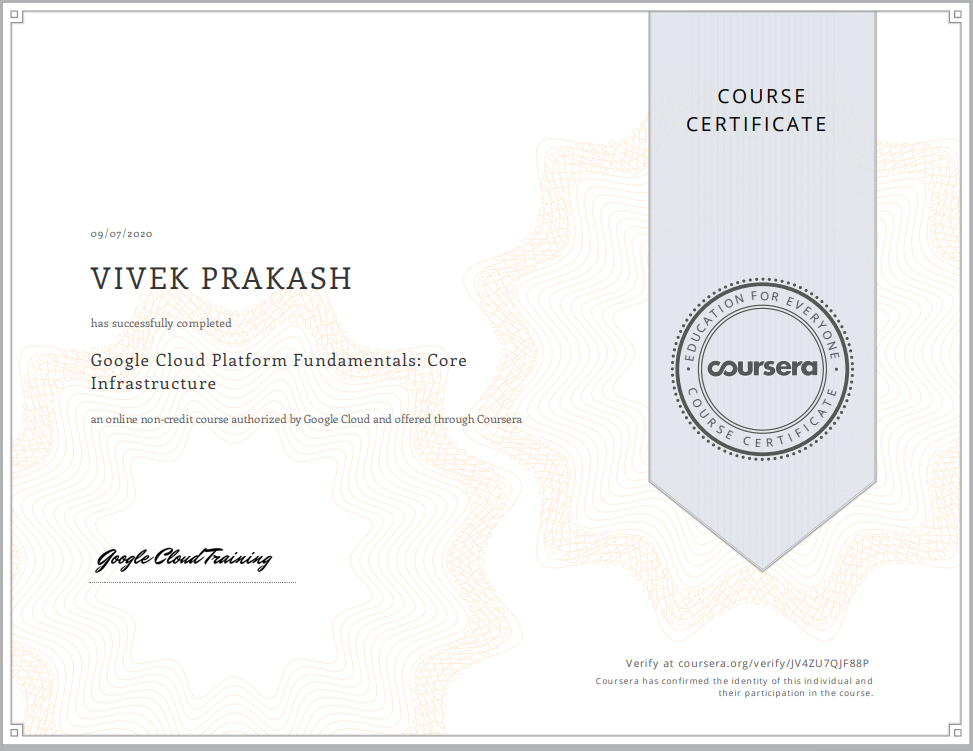 COURSE
CERTIFICATE
09/07/2020
VIVEK PRAKASH
has successfully completed
Google Cloud Platform Fundamentals: Core
Infrastructure
an online non-credit course authorized by Google Cloud and offered through Coursera
EDUCATION FOR EVERYONE
coursera
COURSE CERTIFICATE
Google Cloud Training
Verify at coursera.org/verify/JV4ZU7QJF88P
Coursera has confirmed the identity of this individual and
their participation in the course.